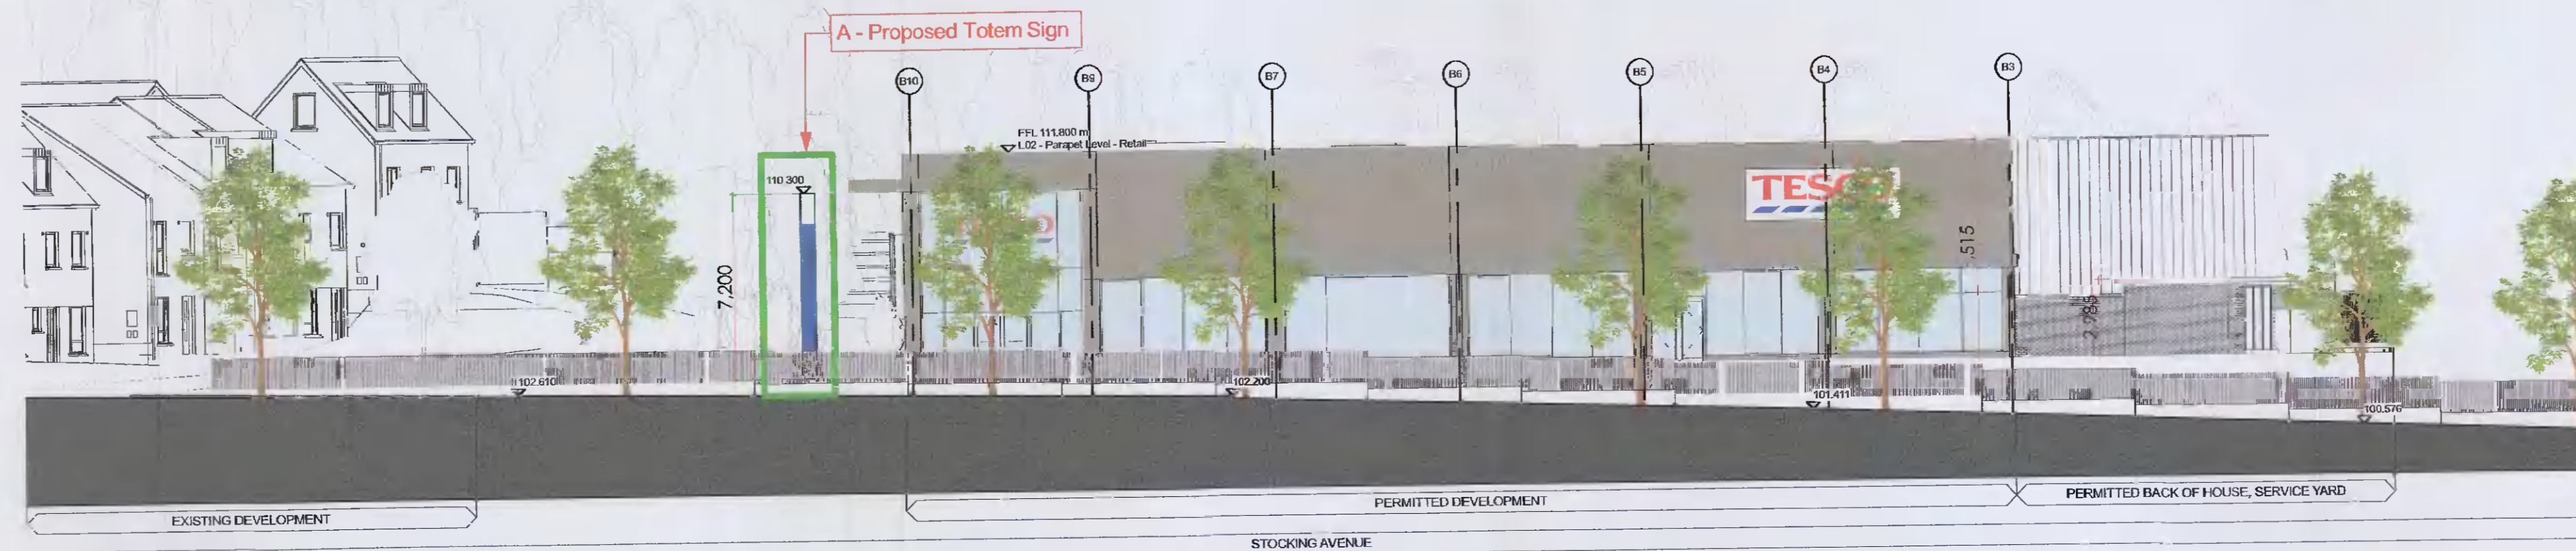 A - Proposed Totem Sign
B10
B9
B7
B6
B5
B4
B3
FFL 111.800 m
L02 - Parapet Level - Retail
110.300
7,200
TESCO
102.610
102.200
101.411
100.576
EXISTING DEVELOPMENT
PERMITTED DEVELOPMENT
PERMITTED BACK OF HOUSE, SERVICE YARD
STOCKING AVENUE